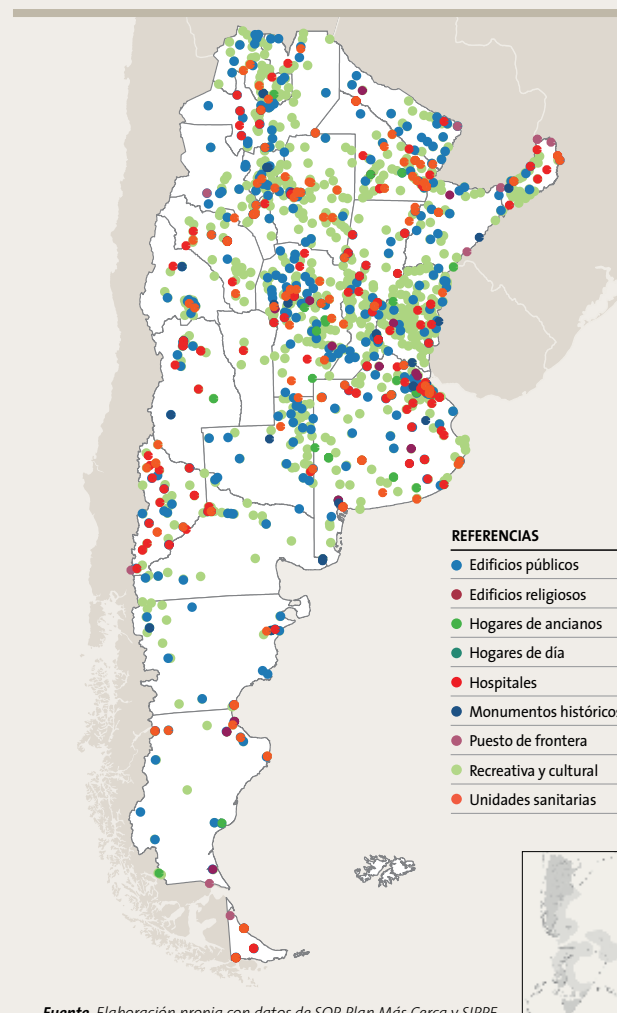 REFERENCIAS
Edificios públicos
Edificios religiosos
Hogares de ancianos
Hogares de día
Hospitales
Monumentos históricos
Puesto de frontera
Recreativa y cultural
Unidades sanitarias
Fuente. Elaboración propia con datos de SOP, Plan Más Cerca y SIPPE